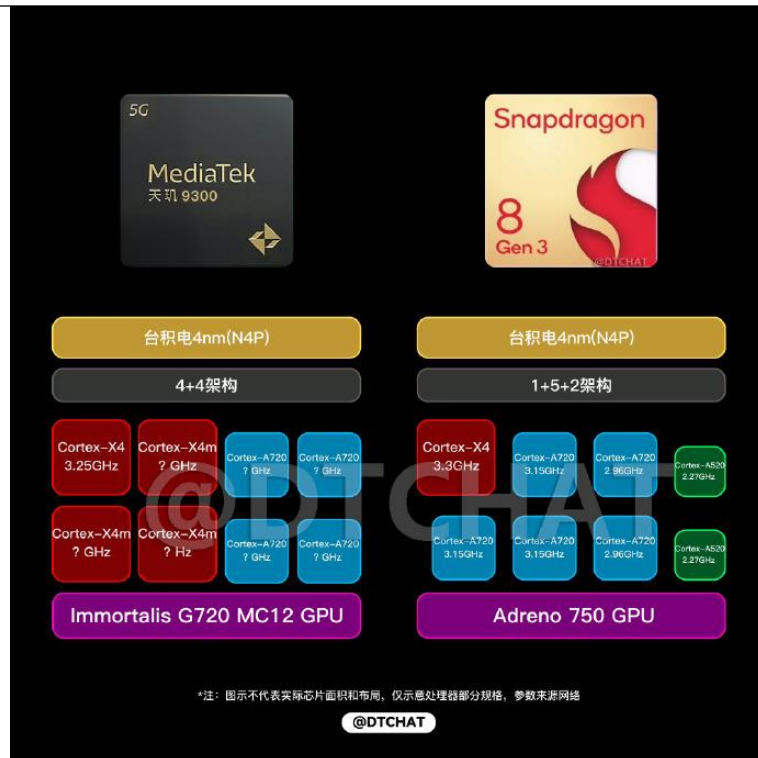 5G
MediaTek
天玑 9300
Snapdragon
8
Gen 3
@DTCHAT
台积电4nm(N4P)
台积电4nm(N4P)
4+4架构
1+5+2架构
Cortex-X4
3.25GHz
Cortex-X4m
? GHz
Cortex-A720
? GHz
Cortex-A720
? GHz
Cortex-X4m
? GHz
Cortex-X4m
? Hz
Cortex-A720
? GHz
Cortex-A720
? GHz
Cortex-X4
3.3GHz
Cortex-A720
3.15GHz
Cortex-A720
2.96GHz
Cortex-A520
2.27GHz
Cortex-A720
3.15GHz
Cortex-A720
3.15GHz
Cortex-A720
2.96GHz
Cortex-A520
2.27GHz
@DTCHAT
Immortalis G720 MC12 GPU
Adreno 750 GPU
*注：图示不代表实际芯片面积和布局，仅示意处理器部分规格，参数来源网络
@DTCHAT